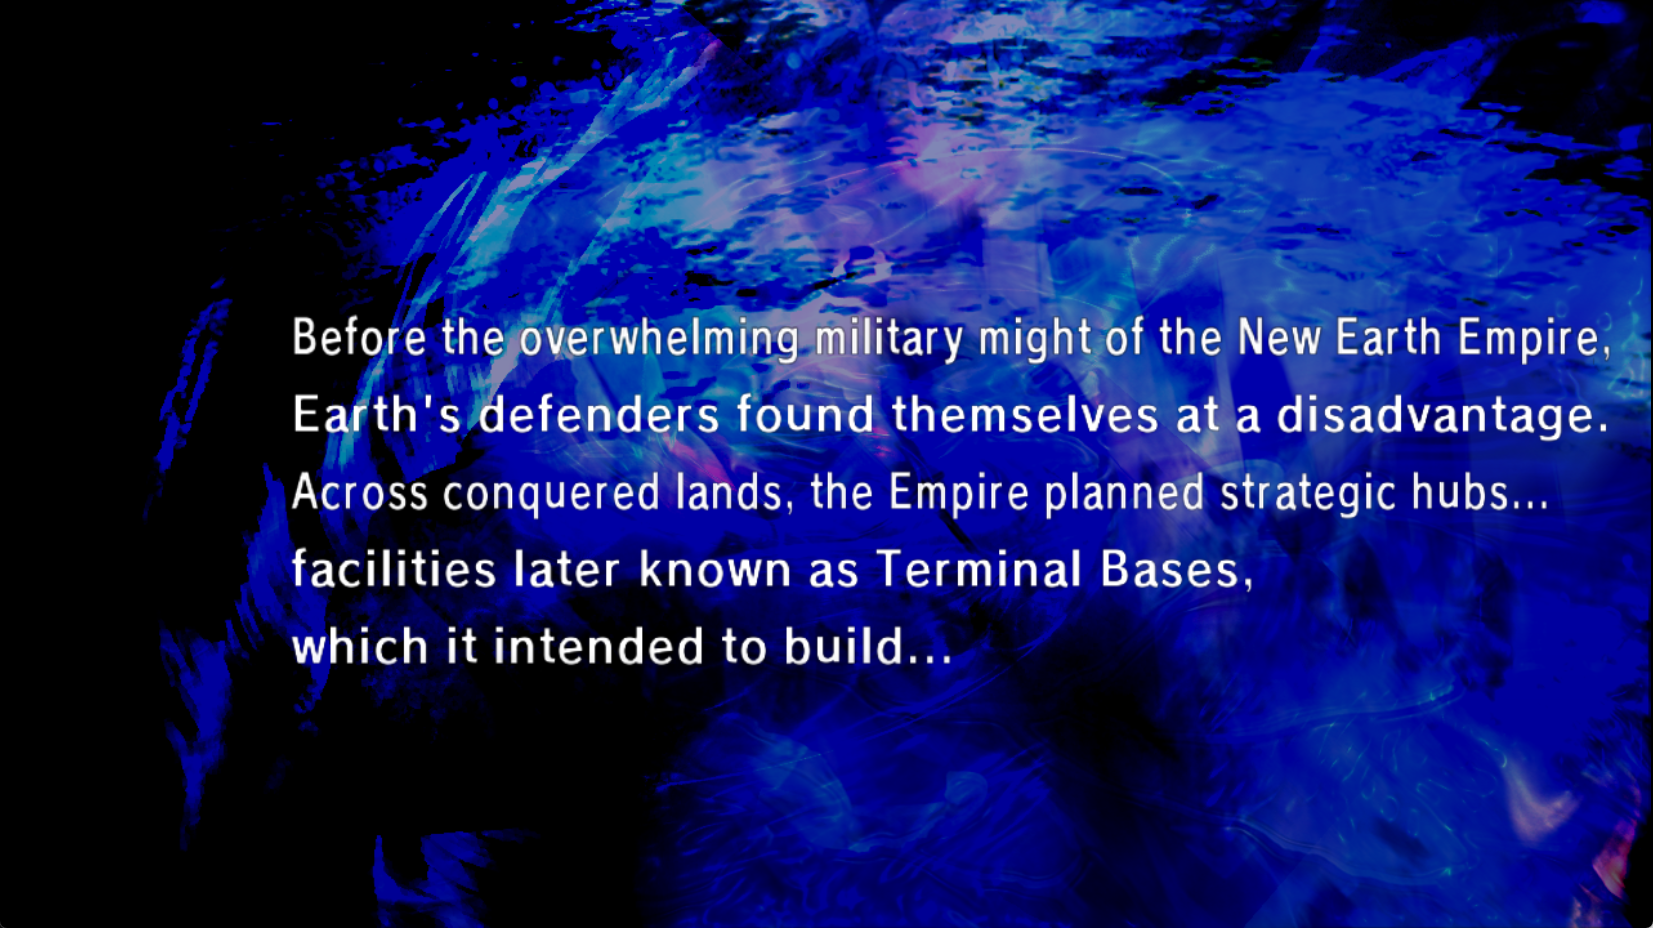 Before the overwhelming military might of the New Earth Empire,
Earth's defenders found themselves at a disadvantage.
Across conquered lands, the Empire planned strategic hubs...
facilities later known as Terminal Bases,
which it intended to build...